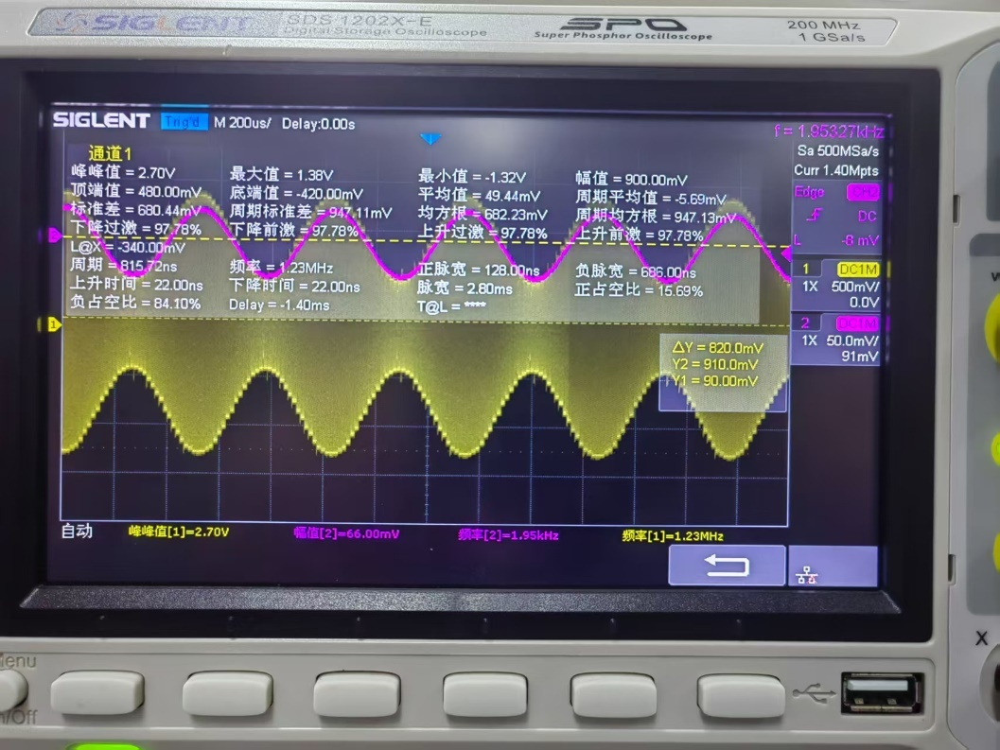 SIGLENT SDS 1202X-E SPO 200 MHz
Digital Storage Oscilloscope Super Phosphor Oscilloscope 1 GSa/s
SIGLENT Trig'd M 200us/ Delay:0.00s
f = 1.95327kHz
Sa 500MSa/s
Curr 1.40Mpts
Edge CH2
DC
L -8 mV
1 DC1M
1X 500mV/
0.0V
2 DC1M
1X 50.0mV/
91mV
通道1
峰峰值 = 2.70V 最大值 = 1.38V 最小值 = -1.32V 幅值 = 900.00mV
顶端值 = 480.00mV 底端值 = -420.00mV 平均值 = 49.44mV 周期平均值 = -5.69mV
标准差 = 680.44mV 周期标准差 = 947.11mV 均方根 = 682.23mV 周期均方根 = 947.13mV
下降过激 = 97.78% 下降前激 = 97.78% 上升过激 = 97.78% 上升前激 = 97.78%
L@X = -340.00mV
周期 = 815.72ns 频率 = 1.23MHz 正脉宽 = 128.00ns 负脉宽 = 686.00ns
上升时间 = 22.00ns 下降时间 = 22.00ns 脉宽 = 2.80ms 正占空比 = 15.69%
负占空比 = 84.10% Delay = -1.40ms T@L = ****
1
△Y = 820.0mV
Y2 = 910.0mV
Y1 = 90.00mV
自动 峰峰值[1]=2.70V 幅值[2]=66.00mV 频率[2]=1.95kHz 频率[1]=1.23MHz
X